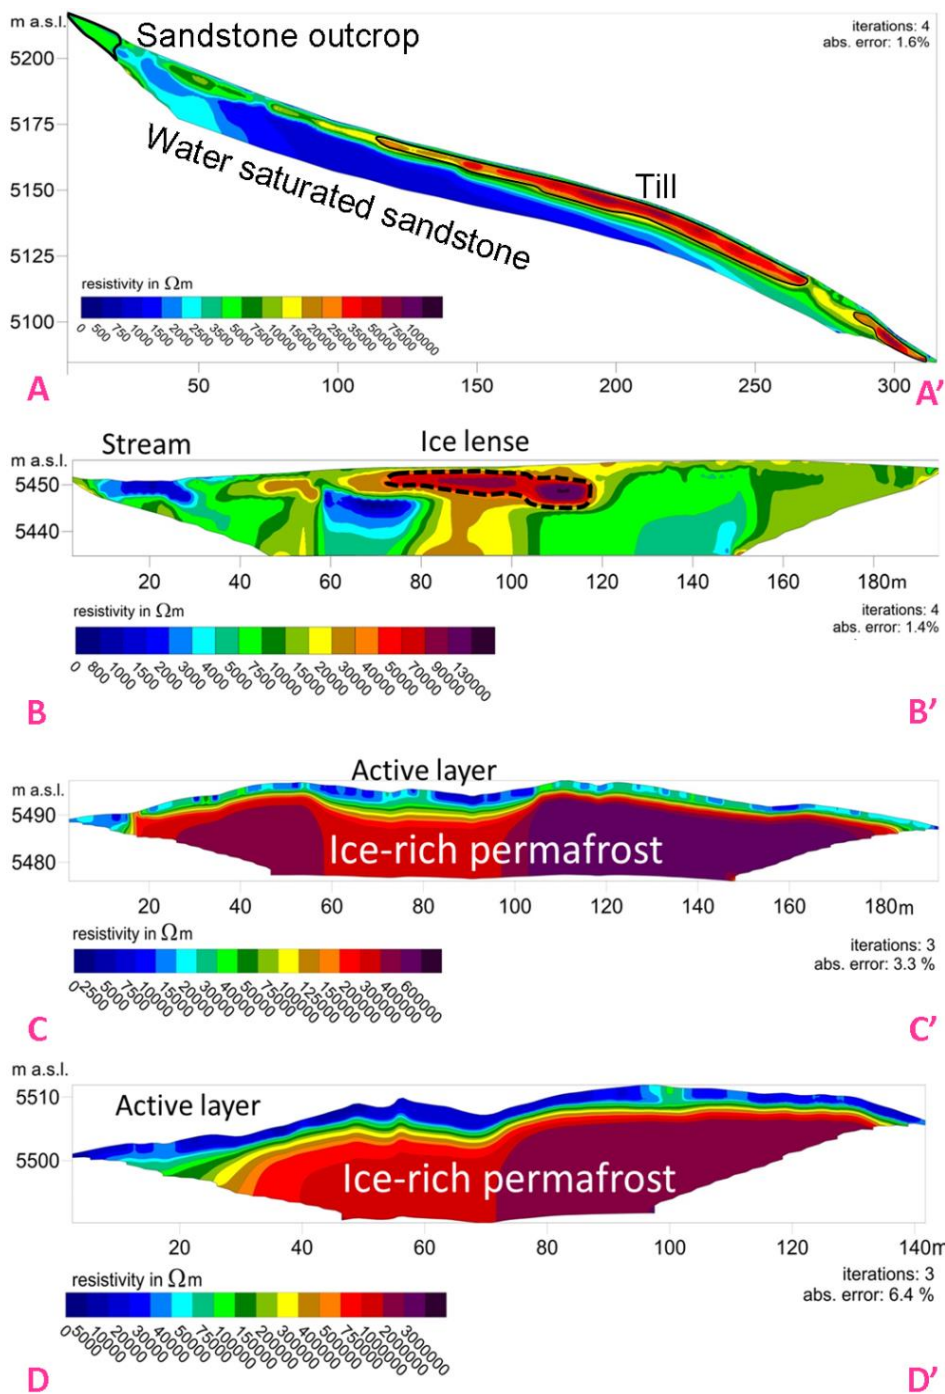 m a.s.l.
Sandstone outcrop
iterations: 4
abs. error: 1.6%
5200
5175
Water saturated sandstone
5150
Till
5125
resistivity in Ωm
5100
0 500 750 1000 1500 2000 2500 3500 5000 7500 10000 15000 20000 25000 35000 50000 75000 100000
50 100 150 200 250 300
A A'
Stream Ice lense
m a.s.l.
5450
5440
20 40 60 80 100 120 140 160 180m
resistivity in Ωm
iterations: 4
abs. error: 1.4%
0 800 1000 1500 2000 3000 4000 5000 7500 10000 15000 20000 30000 40000 50000 70000 90000 130000
B B'
Active layer
m a.s.l.
5490
Ice-rich permafrost
5480
20 40 60 80 100 120 140 160 180m
resistivity in Ωm
iterations: 3
abs. error: 3.3 %
0 2500 5000 7500 10000 15000 20000 30000 40000 50000 75000 100000 125000 150000 200000 300000 400000 600000
C C'
m a.s.l.
5510
Active layer
5500
Ice-rich permafrost
20 40 60 80 100 120 140m
resistivity in Ωm
iterations: 3
abs. error: 6.4 %
0 5000 10000 20000 30000 40000 50000 75000 100000 150000 200000 300000 400000 500000 750000
D D'